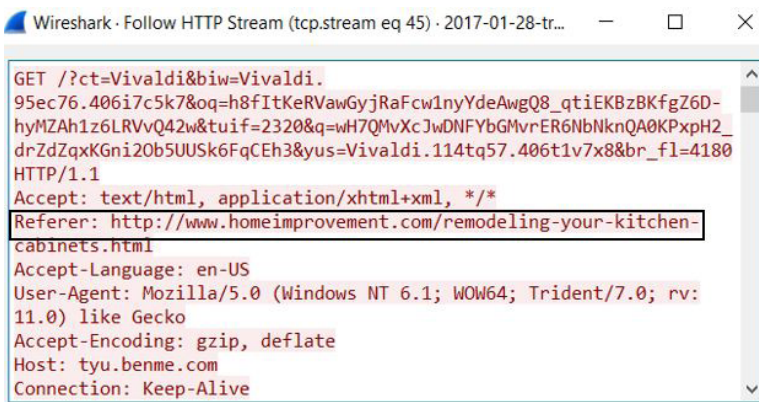 Wireshark · Follow HTTP Stream (tcp.stream eq 45) · 2017-01-28-tr...
GET /?ct=Vivaldi&biw=Vivaldi.
95ec76.406i7c5k7&oq=h8fItKeRVawGyjRaFcw1nyYdeAwgQ8_qtiEKBzBKfgZ6D-
hyMZAh1z6LRVvQ42w&tuif=2320&q=wH7QMvXcJwDNFYbGMvrER6NbNknQA0KPxpH2_
drZdZqxKGni2Ob5UUSk6FqCEh3&yus=Vivaldi.114tq57.406t1v7x8&br_fl=4180
HTTP/1.1
Accept: text/html, application/xhtml+xml, */*
Referer: http://www.homeimprovement.com/remodeling-your-kitchen-
cabinets.html
Accept-Language: en-US
User-Agent: Mozilla/5.0 (Windows NT 6.1; WOW64; Trident/7.0; rv:
11.0) like Gecko
Accept-Encoding: gzip, deflate
Host: tyu.benme.com
Connection: Keep-Alive